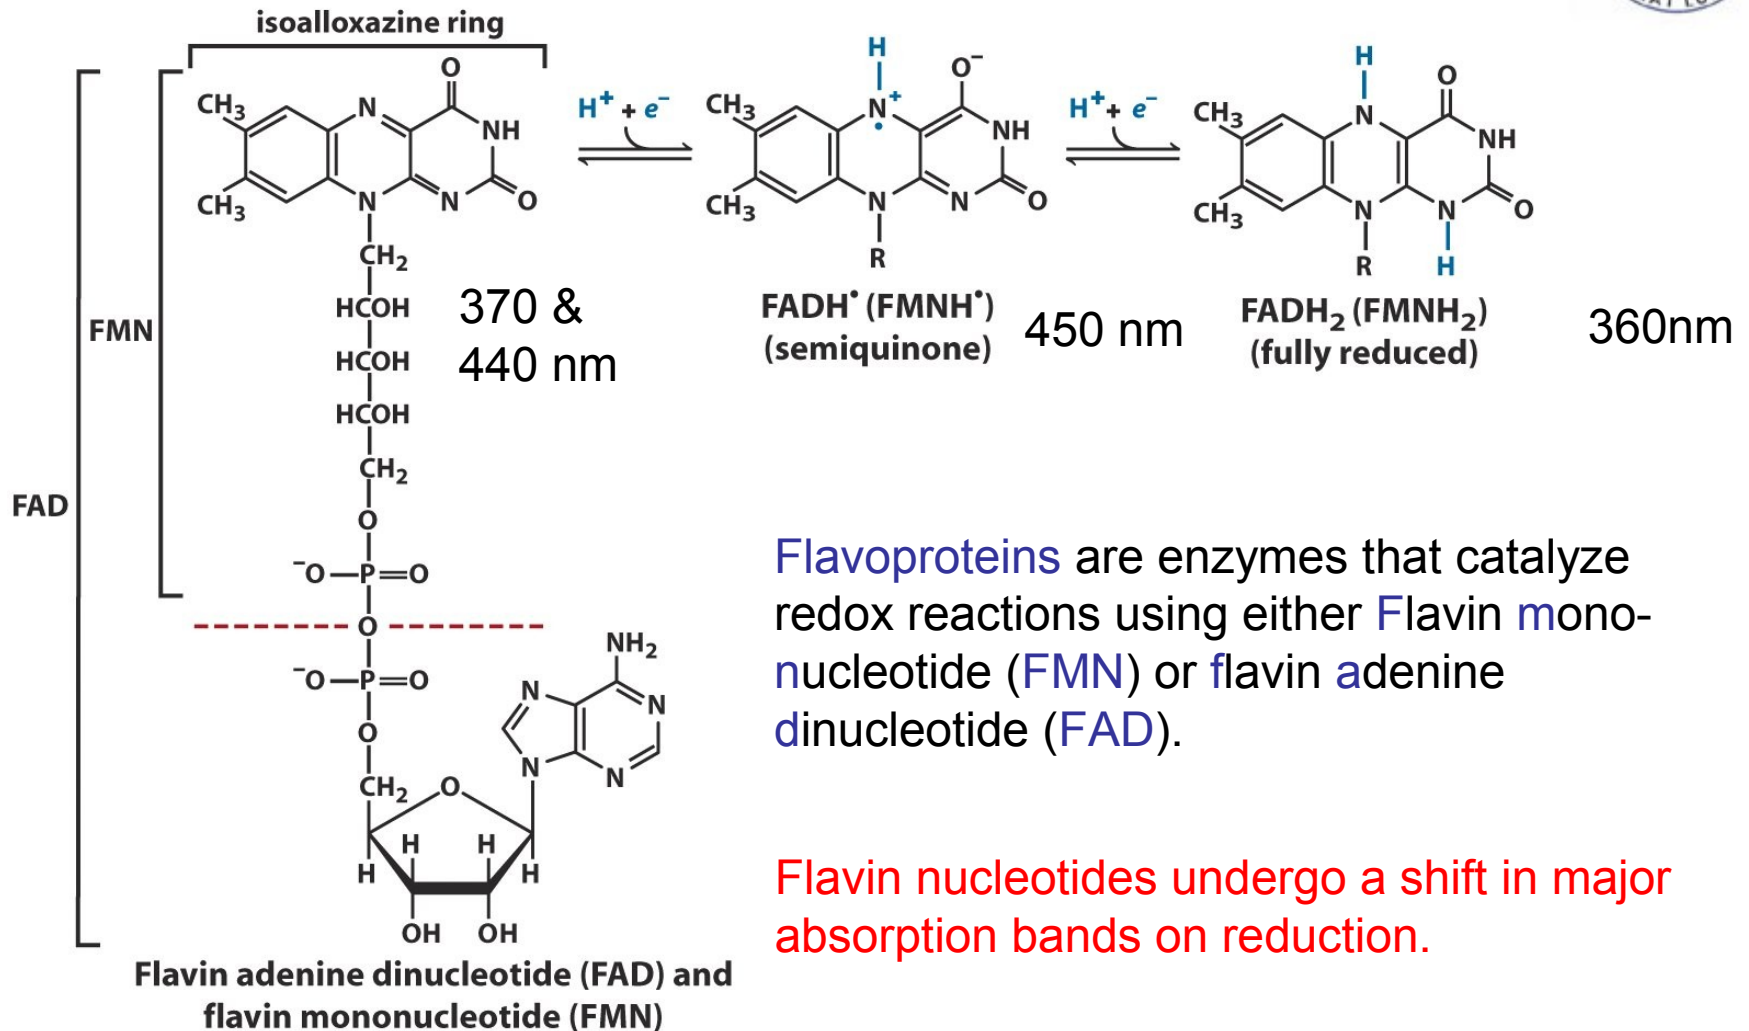 isoalloxazine ring
FAD
FMN
O
CH₃
N
NH
CH₃
N
N
O
H⁺ + e⁻
H
O⁻
CH₃
N⁺
•
NH
CH₃
N
N
O
R
H⁺+ e⁻
H
O
CH₃
N
NH
CH₃
N
N
O
R
H
CH₂
HCOH
HCOH
HCOH
CH₂
O
⁻O—P=O
O
⁻O—P=O
O
CH₂
O
H
H
H
H
OH
OH
NH₂
N
N
N
N
370 &
440 nm
FADH• (FMNH•)
(semiquinone)
450 nm
FADH₂ (FMNH₂)
(fully reduced)
360nm
Flavoproteins are enzymes that catalyze
redox reactions using either Flavin mono-
nucleotide (FMN) or flavin adenine
dinucleotide (FAD).
Flavin nucleotides undergo a shift in major
absorption bands on reduction.
Flavin adenine dinucleotide (FAD) and
flavin mononucleotide (FMN)